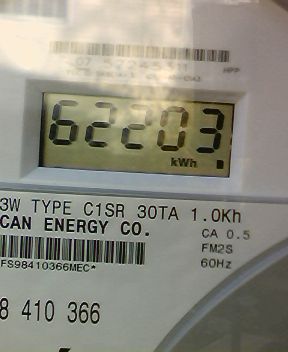 HPP
62203
kWh
3W TYPE C1SR 30TA 1.0Kh
CAN ENERGY CO.
CA 0.5
FM2S
60Hz
FS98410366MEC*
8 410 366